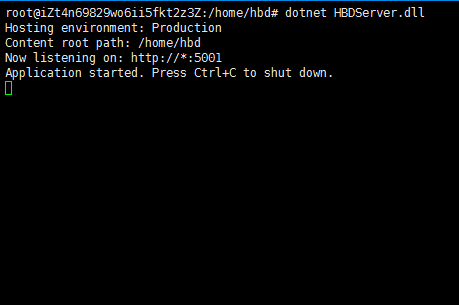 root@iZt4n69829wo6ii5fkt2z3Z:/home/hbd# dotnet HBDServer.dll
Hosting environment: Production
Content root path: /home/hbd
Now listening on: http://*:5001
Application started. Press Ctrl+C to shut down.